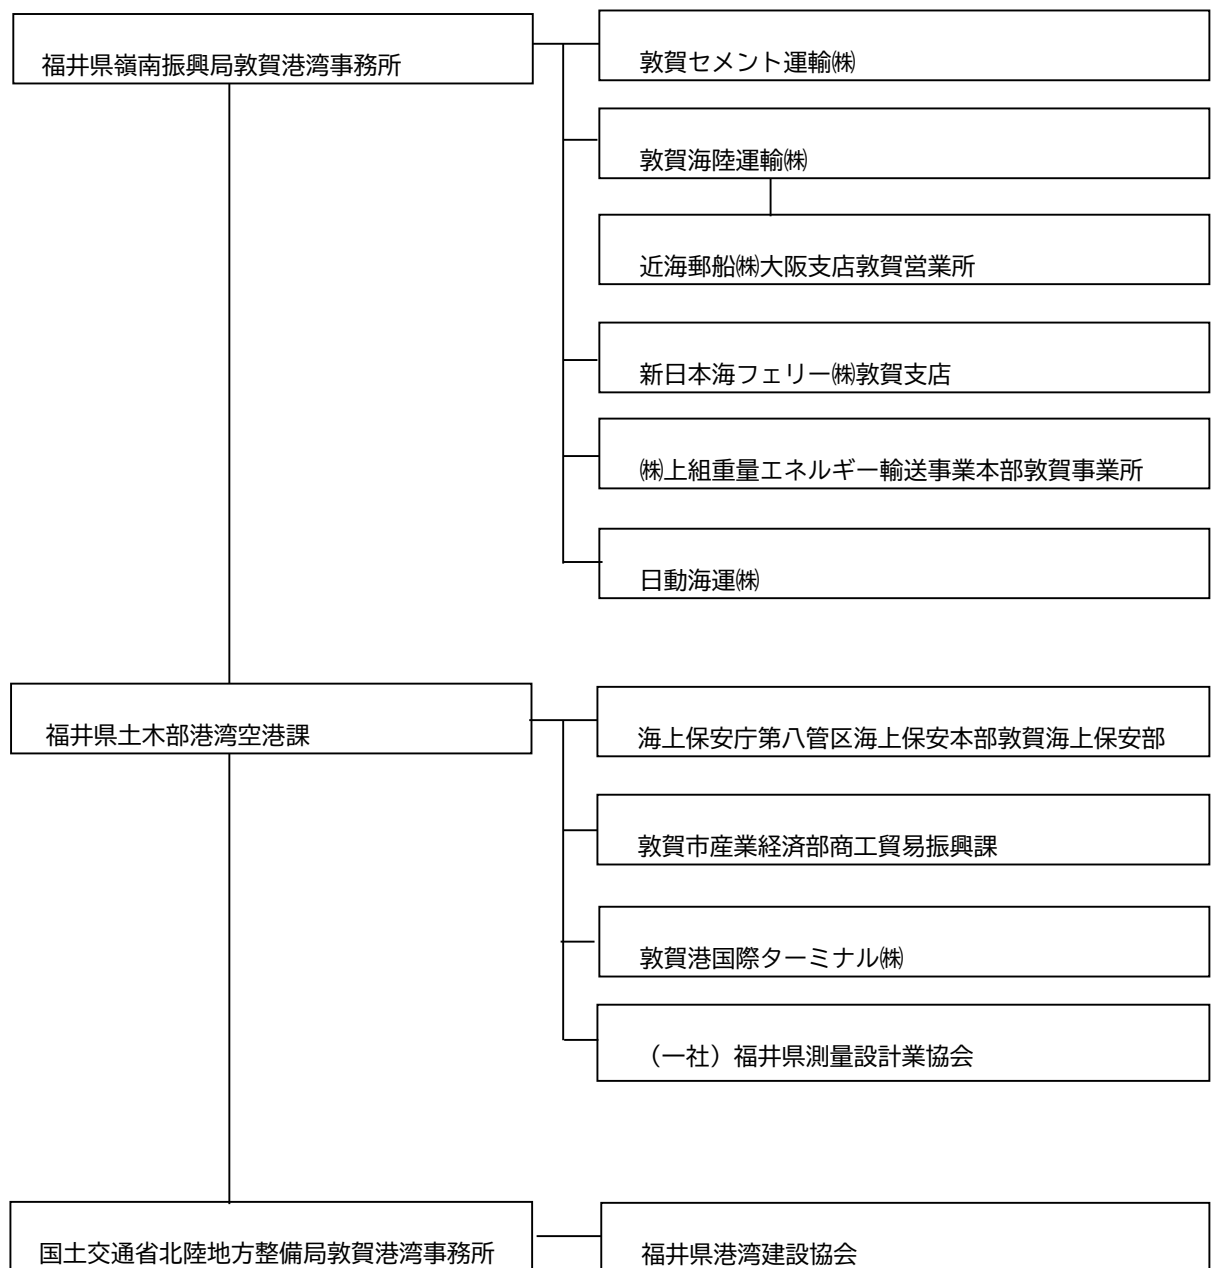 福井県嶺南振興局敦賀港湾事務所
敦賀セメント運輸㈱
敦賀海陸運輸㈱
近海郵船㈱大阪支店敦賀営業所
新日本海フェリー㈱敦賀支店
㈱上組重量エネルギー輸送事業本部敦賀事業所
日動海運㈱
福井県土木部港湾空港課
海上保安庁第八管区海上保安本部敦賀海上保安部
敦賀市産業経済部商工貿易振興課
敦賀港国際ターミナル㈱
（一社）福井県測量設計業協会
国土交通省北陸地方整備局敦賀港湾事務所
福井県港湾建設協会